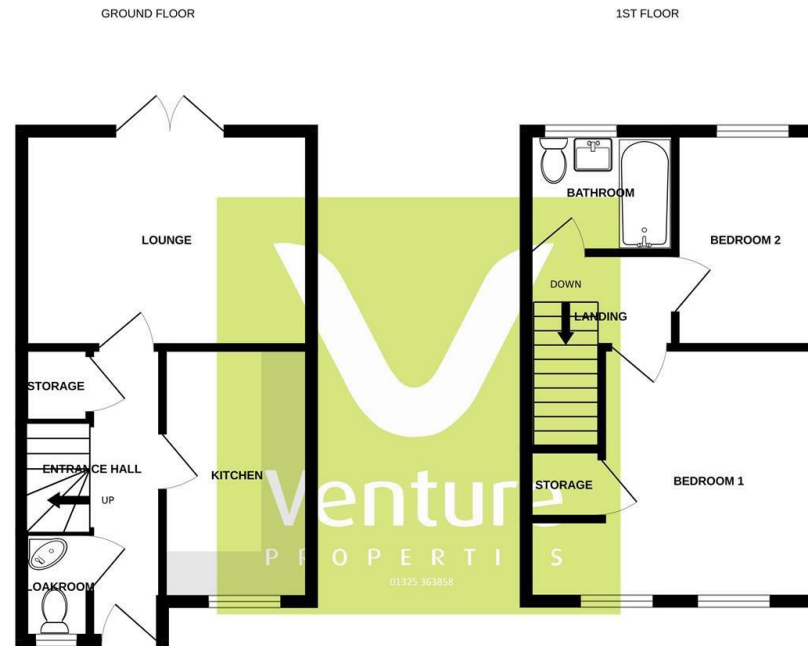 GROUND FLOOR
1ST FLOOR
LOUNGE
STORAGE
ENTRANCE HALL
UP
KITCHEN
LOAKROOM
BATHROOM
BEDROOM 2
DOWN
LANDING
STORAGE
BEDROOM 1
Venture
PROPERTIES
01325 363858